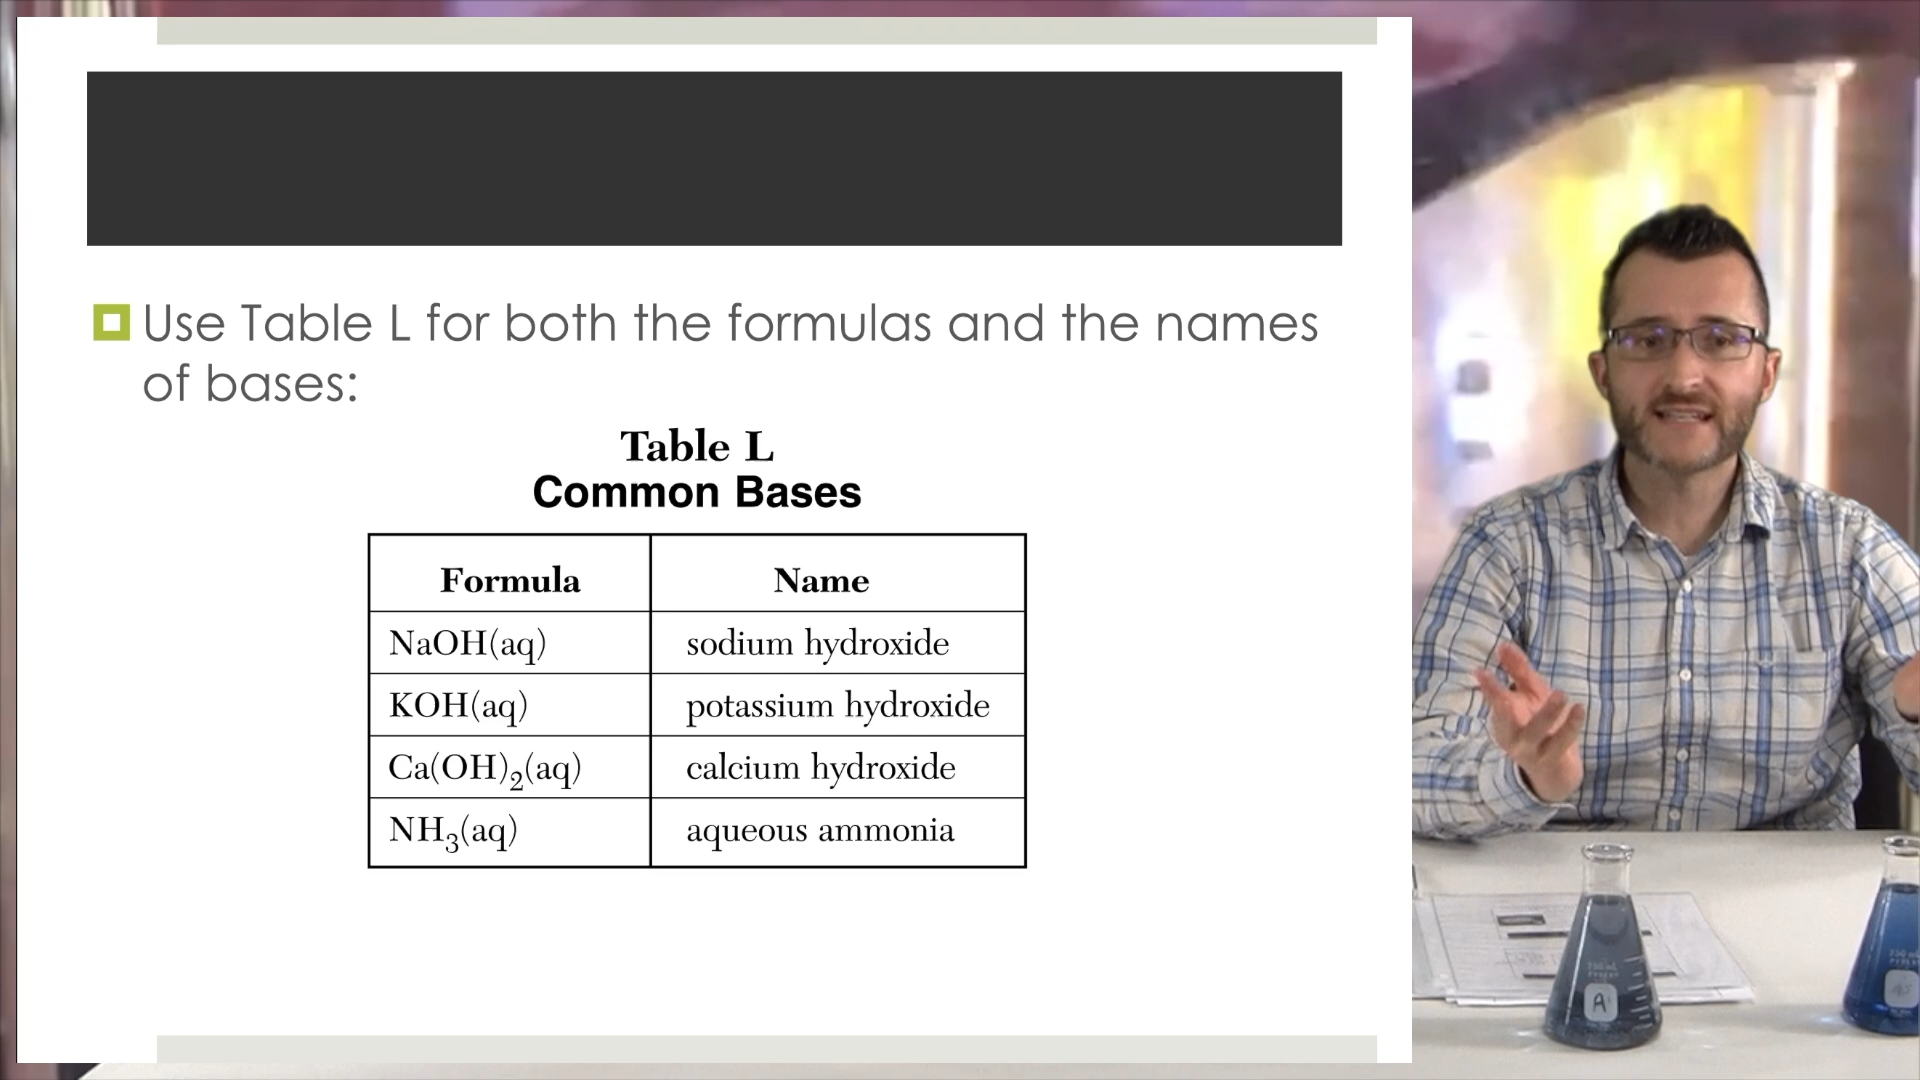 Use Table L for both the formulas and the names
of bases:
Table L
Common Bases
Formula Name
NaOH(aq) sodium hydroxide
KOH(aq) potassium hydroxide
Ca(OH)₂(aq) calcium hydroxide
NH₃(aq) aqueous ammonia
A